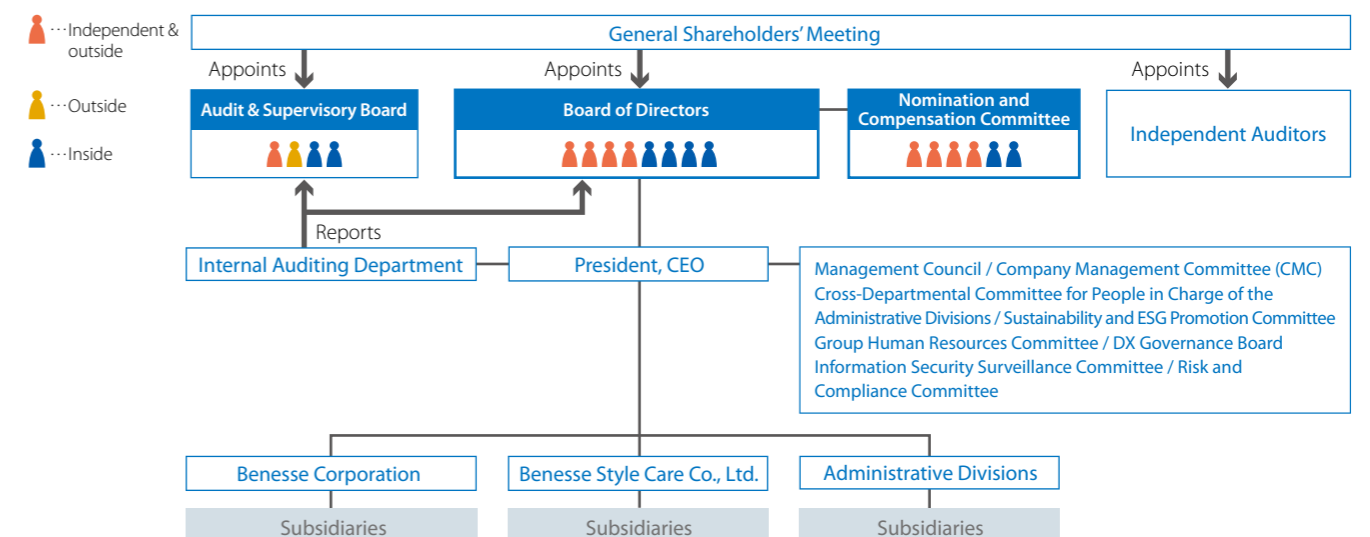 …Independent &
outside
…Outside
…Inside
General Shareholders' Meeting
Appoints
Appoints
Appoints
Audit & Supervisory Board
Board of Directors
Nomination and
Compensation Committee
Independent Auditors
Reports
Internal Auditing Department
President, CEO
Management Council / Company Management Committee (CMC)
Cross-Departmental Committee for People in Charge of the
Administrative Divisions / Sustainability and ESG Promotion Committee
Group Human Resources Committee / DX Governance Board
Information Security Surveillance Committee / Risk and
Compliance Committee
Benesse Corporation
Benesse Style Care Co., Ltd.
Administrative Divisions
Subsidiaries
Subsidiaries
Subsidiaries